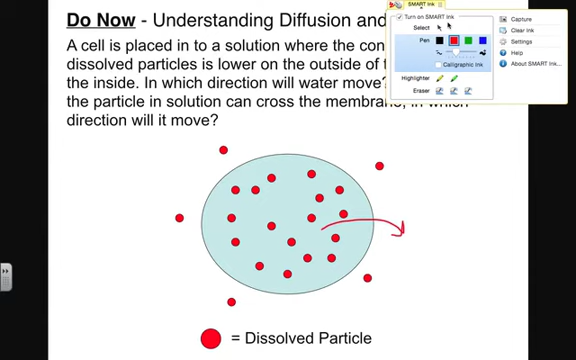 Do Now - Understanding Diffusion and
A cell is placed in to a solution where the con
dissolved particles is lower on the outside of t
the inside. In which direction will water move?
the particle in solution can cross the membrane, in which
direction will it move?
= Dissolved Particle
SMART Ink
Turn on SMART Ink
Select
Pen
Calligraphic Ink
Highlighter
Eraser
Capture
Clear Ink
Settings
Help
About SMART Ink...